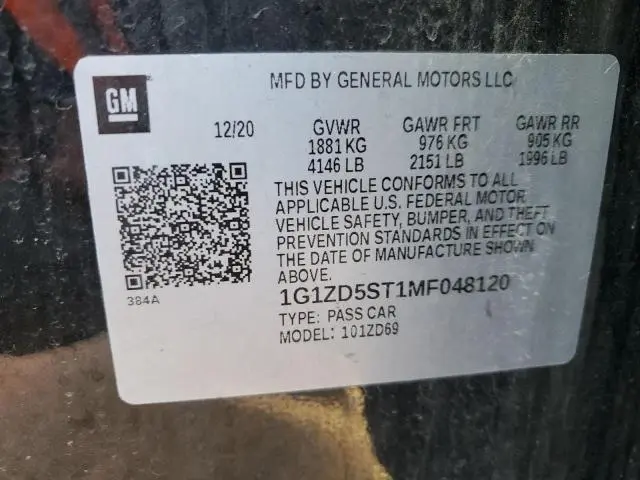 GM
MFD BY GENERAL MOTORS LLC
12/20 GVWR GAWR FRT GAWR RR
1881 KG 976 KG 905 KG
4146 LB 2151 LB 1996 LB
THIS VEHICLE CONFORMS TO ALL
APPLICABLE U.S. FEDERAL MOTOR
VEHICLE SAFETY, BUMPER, AND THEFT
PREVENTION STANDARDS IN EFFECT ON
THE DATE OF MANUFACTURE SHOWN
ABOVE.
384A
1G1ZD5ST1MF048120
TYPE: PASS CAR
MODEL: 101ZD69